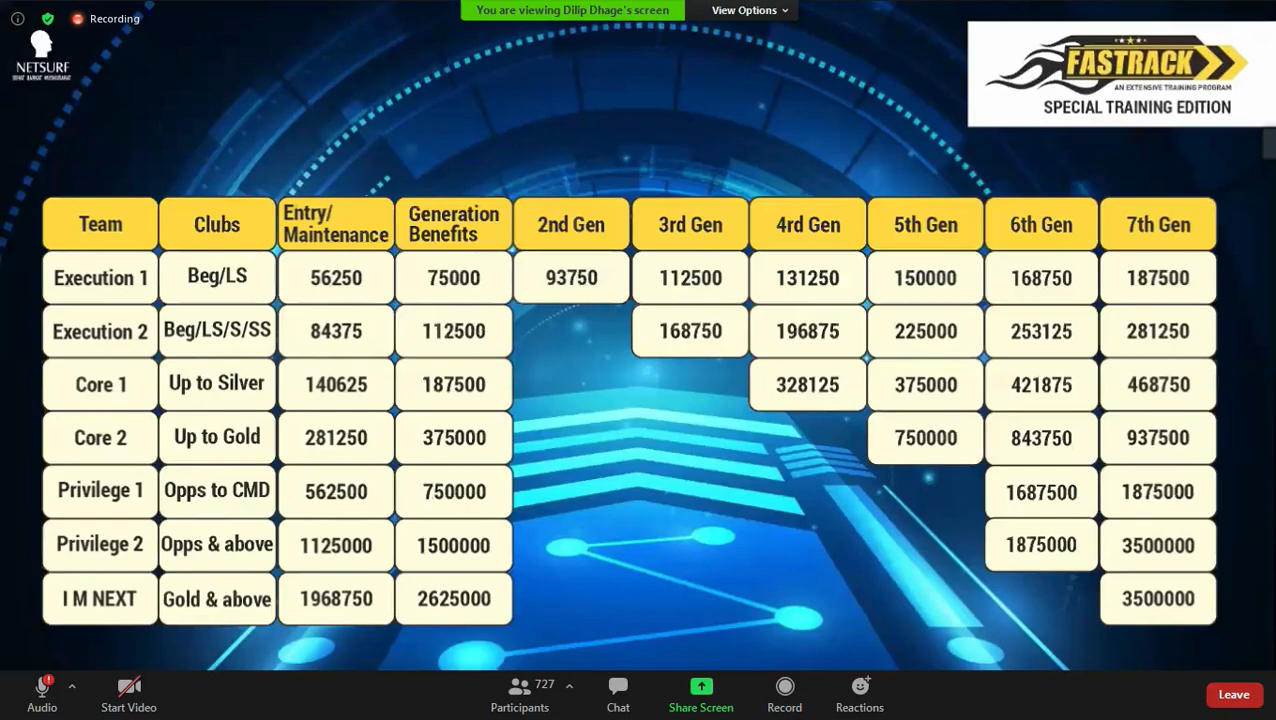 Recording
You are viewing Dilip Dhage's screen
View Options
NETSURF
FASTRACK
AN EXTENSIVE TRAINING PROGRAM
SPECIAL TRAINING EDITION
Team Clubs Entry/ Maintenance Generation Benefits 2nd Gen 3rd Gen 4rd Gen 5th Gen 6th Gen 7th Gen
Execution 1 Beg/LS 56250 75000 93750 112500 131250 150000 168750 187500
Execution 2 Beg/LS/S/SS 84375 112500 168750 196875 225000 253125 281250
Core 1 Up to Silver 140625 187500 328125 375000 421875 468750
Core 2 Up to Gold 281250 375000 750000 843750 937500
Privilege 1 Opps to CMD 562500 750000 1687500 1875000
Privilege 2 Opps & above 1125000 1500000 1875000 3500000
I M NEXT Gold & above 1968750 2625000 3500000
727
Audio Start Video Participants Chat Share Screen Record Reactions Leave